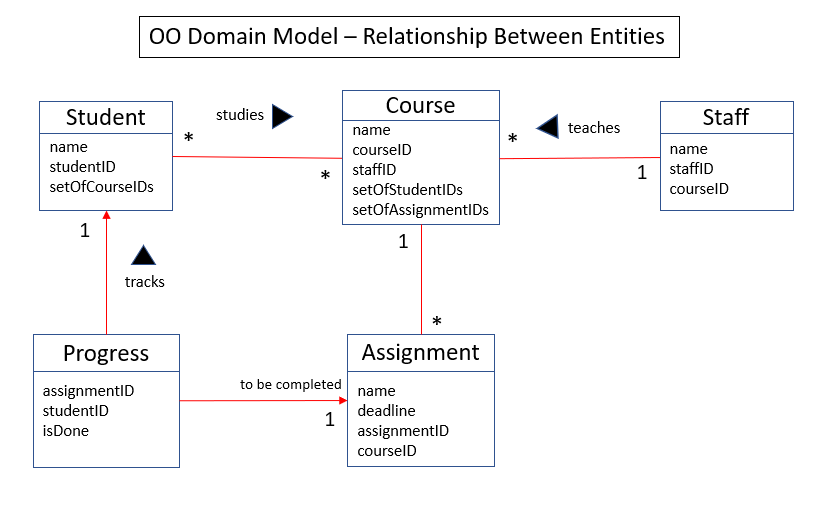 OO Domain Model – Relationship Between Entities
Student
name
studentID
setOfCourseIDs
studies
*
*
Course
name
courseID
staffID
setOfStudentIDs
setOfAssignmentIDs
teaches
*
1
Staff
name
staffID
courseID
1
tracks
1
*
Progress
assignmentID
studentID
isDone
to be completed
1
Assignment
name
deadline
assignmentID
courseID